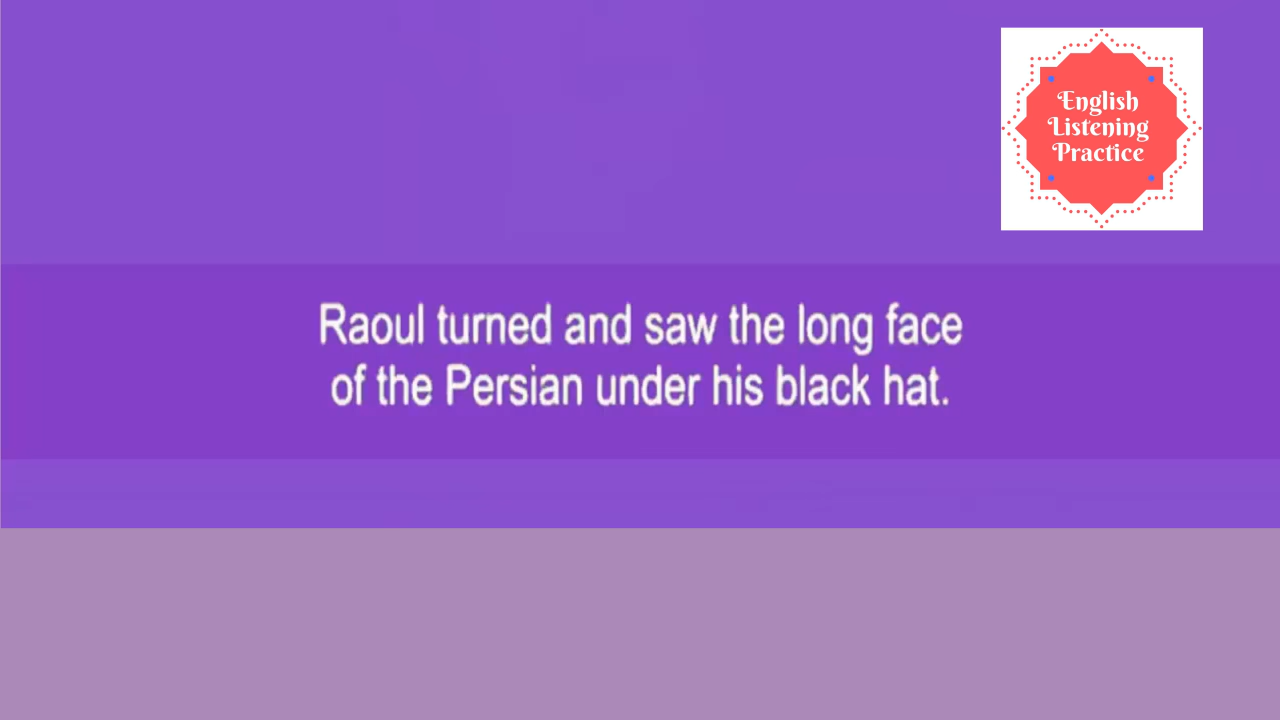 English
Listening
Practice
Raoul turned and saw the long face
of the Persian under his black hat.